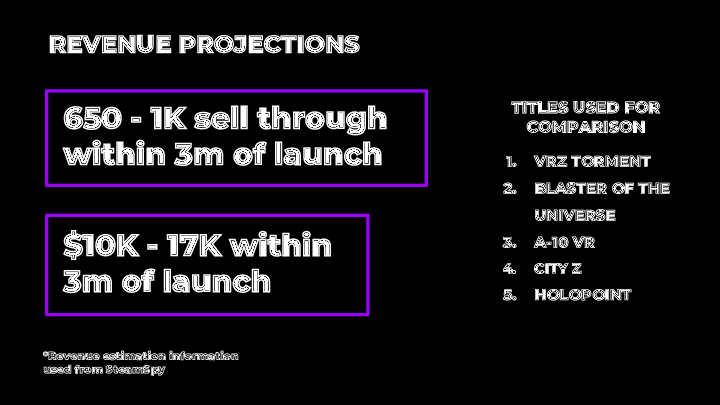 REVENUE PROJECTIONS
650 - 1K sell through
within 3m of launch
$10K - 17K within
3m of launch
*Revenue estimation information
used from SteamSpy
TITLES USED FOR
COMPARISON
1. VRZ TORMENT
2. BLASTER OF THE
UNIVERSE
3. A-10 VR
4. CITY Z
5. HOLOPOINT